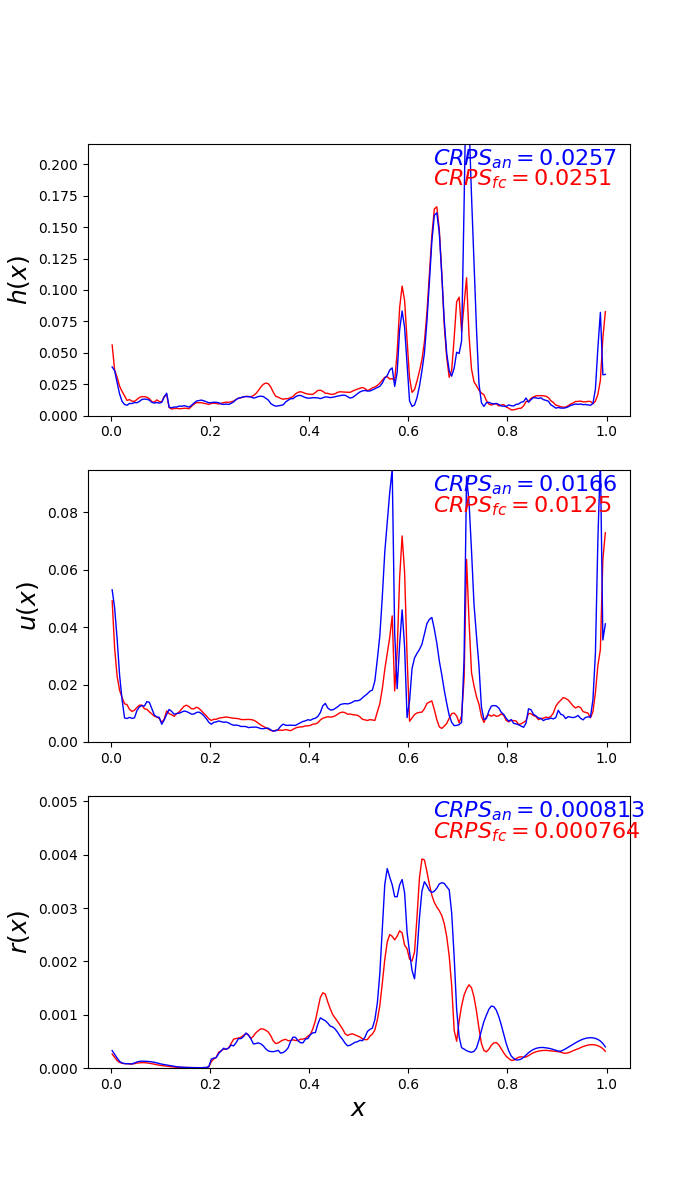 CRPS_an = 0.0257
CRPS_fc = 0.0251
0.200
0.175
0.150
0.125
0.100
0.075
0.050
0.025
0.000
h(x)
0.0 0.2 0.4 0.6 0.8 1.0
CRPS_an = 0.0166
CRPS_fc = 0.0125
0.08
0.06
0.04
0.02
0.00
u(x)
0.0 0.2 0.4 0.6 0.8 1.0
CRPS_an = 0.000813
CRPS_fc = 0.000764
0.005
0.004
0.003
0.002
0.001
0.000
r(x)
0.0 0.2 0.4 0.6 0.8 1.0
x